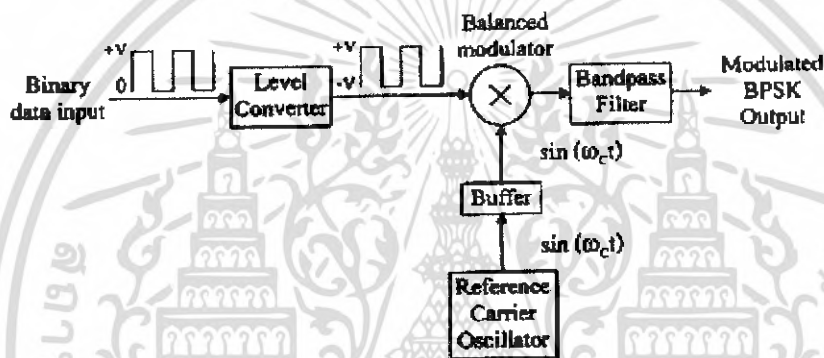 Balanced
modulator
+V
0
+V
-V
Binary
data input
Level
Converter
×
Bandpass
Filter
Modulated
BPSK
Output
sin (ωct)
Buffer
sin (ωct)
Reference
Carrier
Oscillator